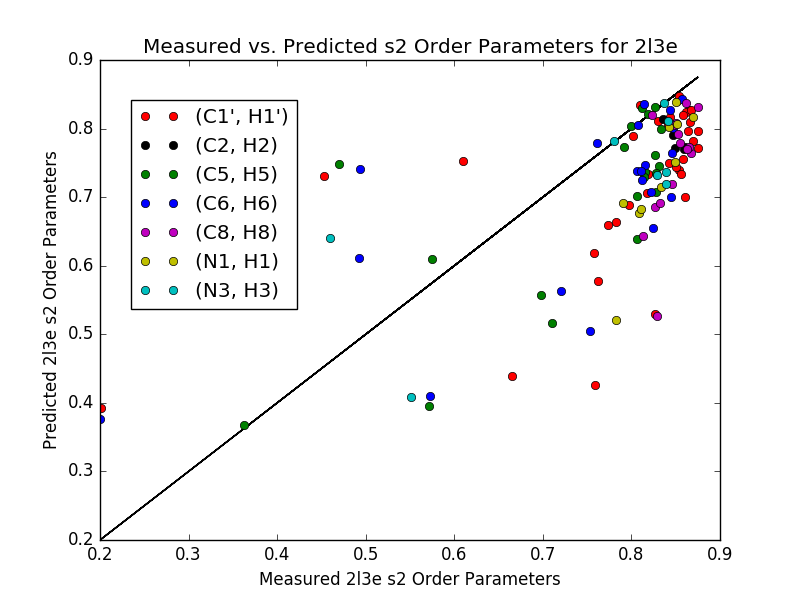 Measured vs. Predicted s2 Order Parameters for 2l3e
0.9
0.8
0.7
0.6
0.5
0.4
0.3
0.2
Predicted 2l3e s2 Order Parameters
(C1', H1')
(C2, H2)
(C5, H5)
(C6, H6)
(C8, H8)
(N1, H1)
(N3, H3)
0.2 0.3 0.4 0.5 0.6 0.7 0.8 0.9
Measured 2l3e s2 Order Parameters